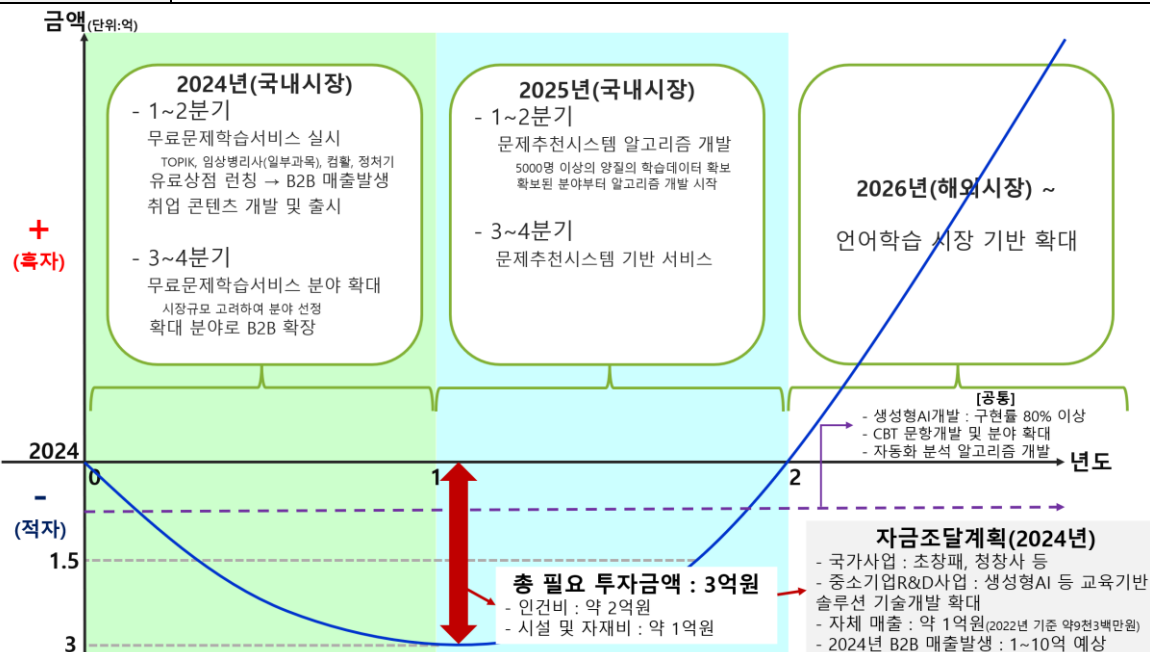 금액(단위:억)
2024년(국내시장)
- 1~2분기
무료문제학습서비스 실시
TOPIK, 임상병리사(일부과목), 컴활, 정처기
유료상점 런칭 → B2B 매출발생
취업 콘텐츠 개발 및 출시
- 3~4분기
무료문제학습서비스 분야 확대
시장규모 고려하여 분야 선정
확대 분야로 B2B 확장
2025년(국내시장)
- 1~2분기
문제추천시스템 알고리즘 개발
5000명 이상의 양질의 학습데이터 확보
확보된 분야부터 알고리즘 개발 시작
- 3~4분기
문제추천시스템 기반 서비스
2026년(해외시장) ~
언어학습 시장 기반 확대
+
(흑자)
[공통]
- 생성형AI개발 : 구현률 80% 이상
- CBT 문항개발 및 분야 확대
- 자동화 분석 알고리즘 개발
2024
0
1
2
년도
-
(적자)
1.5
3
총 필요 투자금액 : 3억원
- 인건비 : 약 2억원
- 시설 및 자재비 : 약 1억원
자금조달계획(2024년)
- 국가사업 : 초창패, 청창사 등
- 중소기업R&D사업 : 생성형AI 등 교육기반
솔루션 기술개발 확대
- 자체 매출 : 약 1억원(2022년 기준 약9천3백만원)
- 2024년 B2B 매출발생 : 1~10억 예상